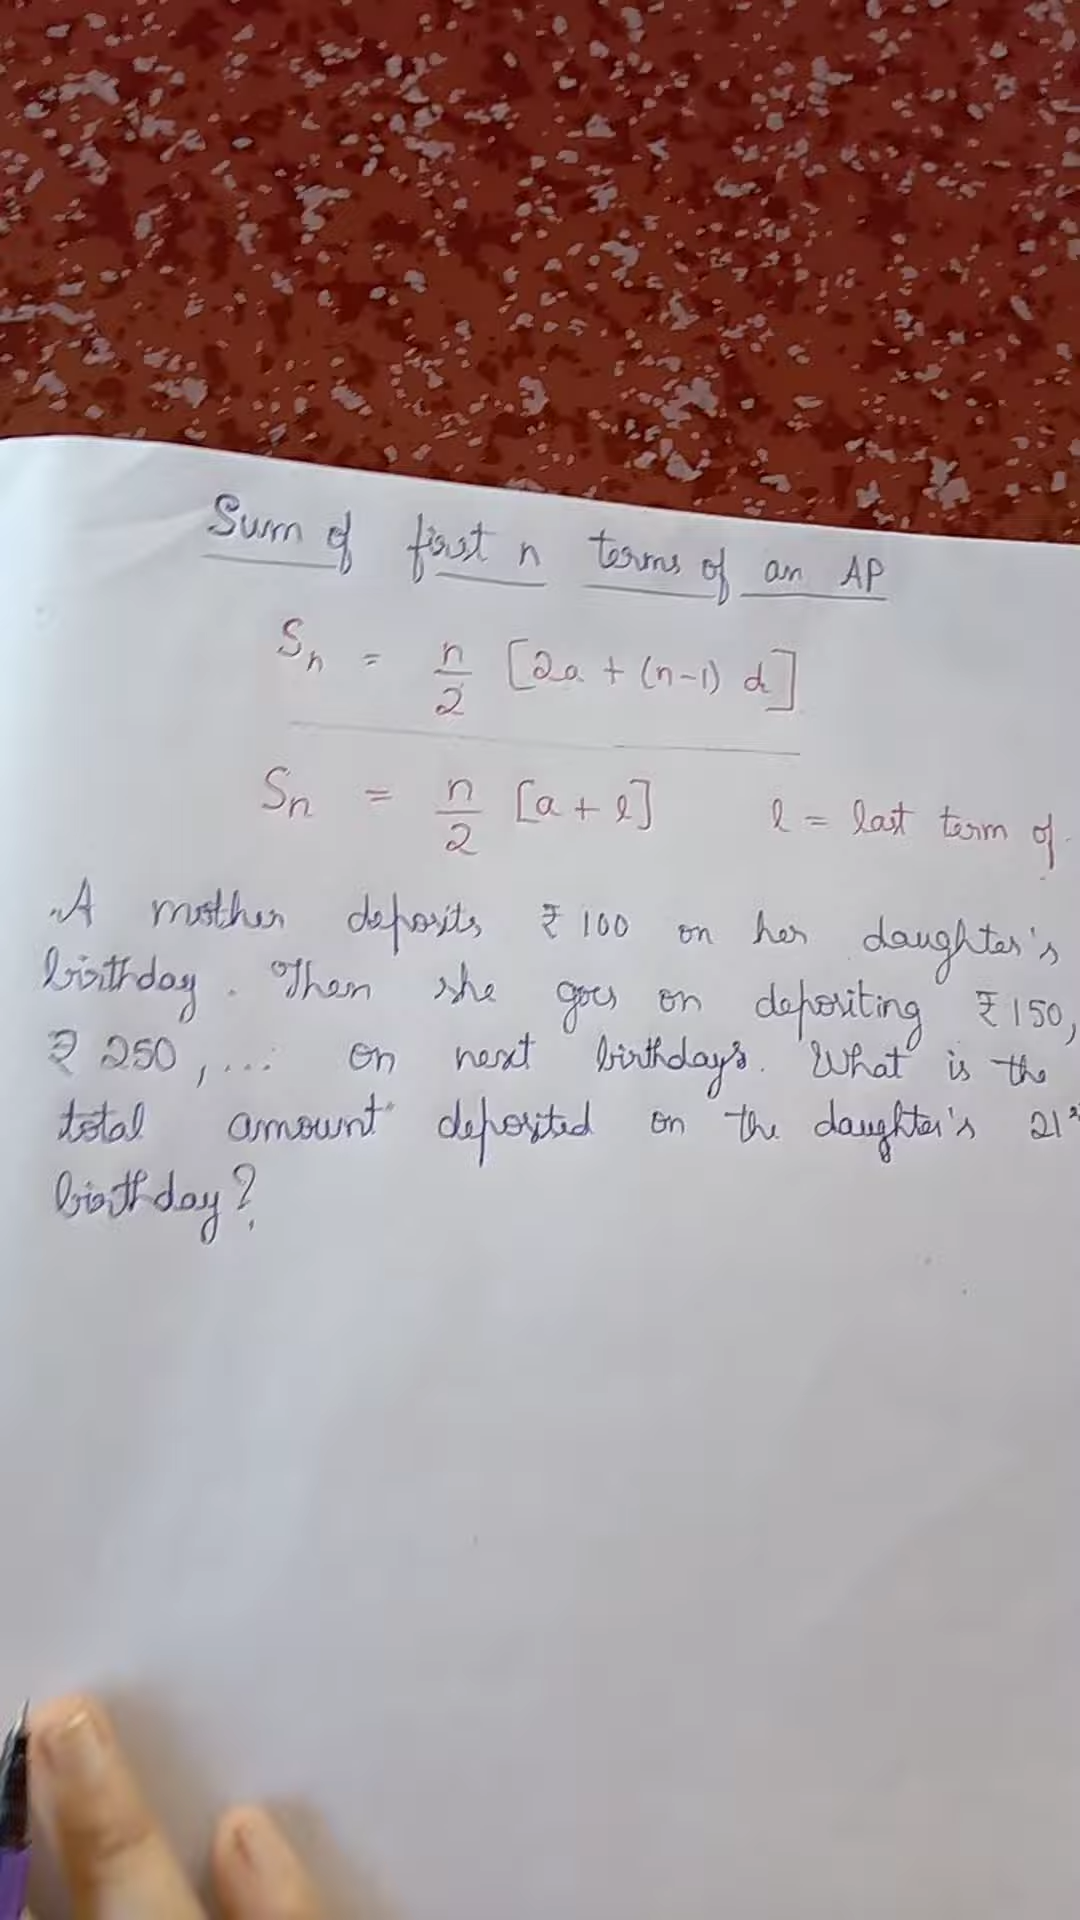 Sum of first n terms of an AP
Sn = n/2 [2a + (n-1) d]
Sn = n/2 [a + l] l = last term of
A mother deposits ₹ 100 on her daughter's
birthday. Then she goes on depositing ₹ 150,
₹ 250, ... on next birthdays. What is the
total amount deposited on the daughter's 21
birthday?